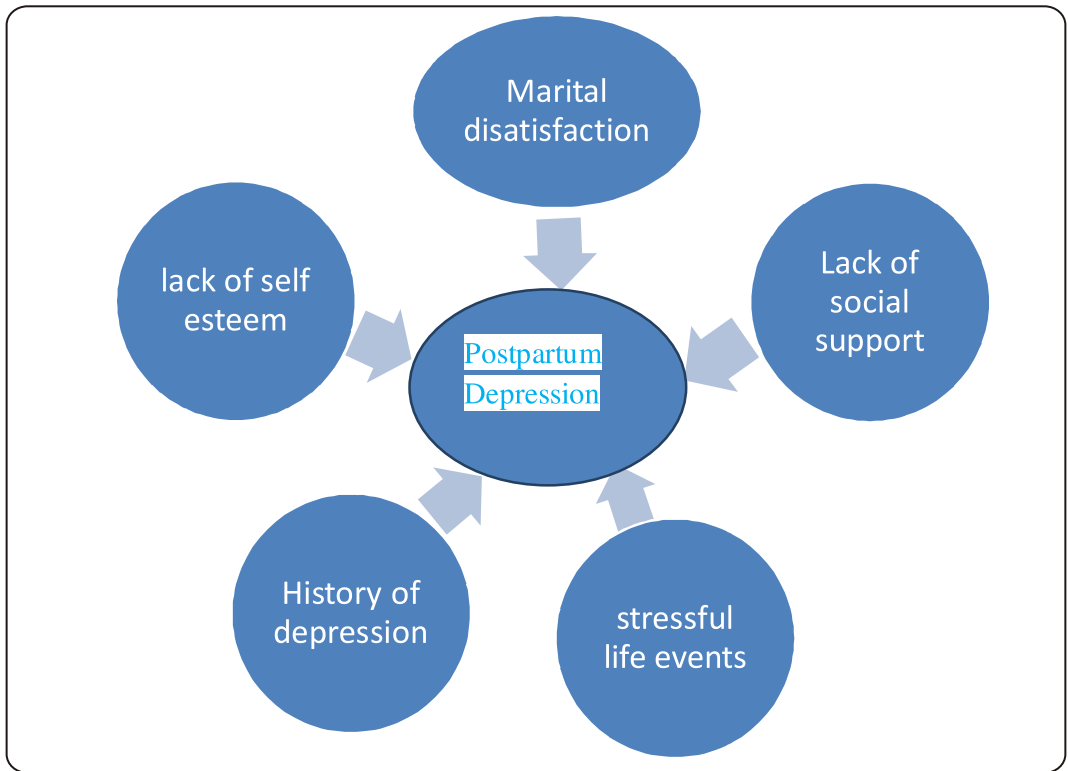 Marital
disatisfaction
lack of self
esteem
Lack of
social
support
Postpartum
Depression
History of
depression
stressful
life events